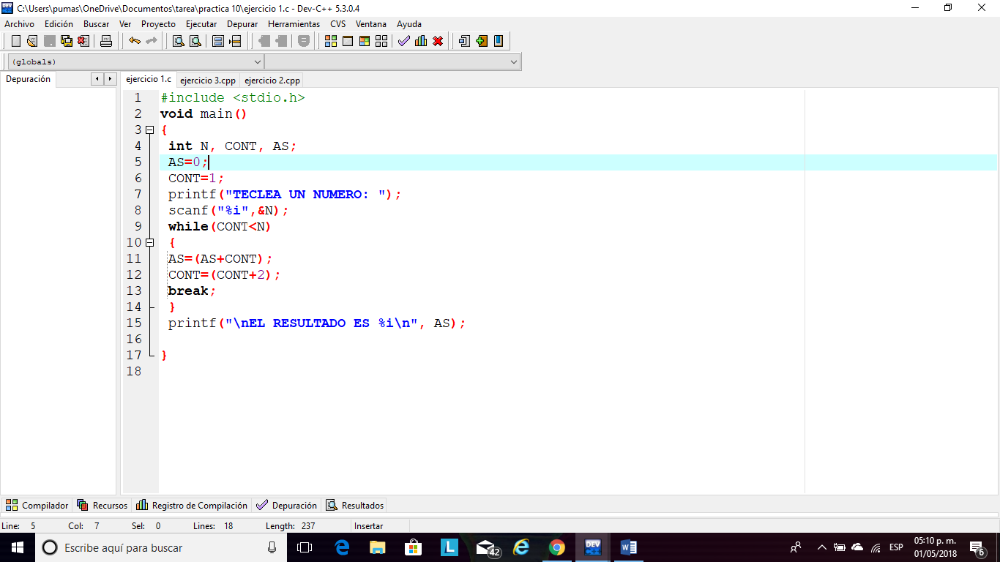 C:\Users\pumas\OneDrive\Documentos\tarea\practica 10\ejercicio 1.c - Dev-C++ 5.3.0.4
Archivo Edición Buscar Ver Proyecto Ejecutar Depurar Herramientas CVS Ventana Ayuda
(globals)
Depuración ejercicio 1.c ejercicio 3.cpp ejercicio 2.cpp
1 #include <stdio.h>
2 void main()
3 {
4 int N, CONT, AS;
5 AS=0;
6 CONT=1;
7 printf("TECLEA UN NUMERO: ");
8 scanf("%i",&N);
9 while(CONT<N)
10 {
11 AS=(AS+CONT);
12 CONT=(CONT+2);
13 break;
14 }
15 printf("\nEL RESULTADO ES %i\n", AS);
16
17 }
18
Compilador Recursos Registro de Compilación Depuración Resultados
Line: 5 Col: 7 Sel: 0 Lines: 18 Length: 237 Insertar
Escribe aquí para buscar 42 L DEV ESP 05:10 p. m.
01/05/2018 6